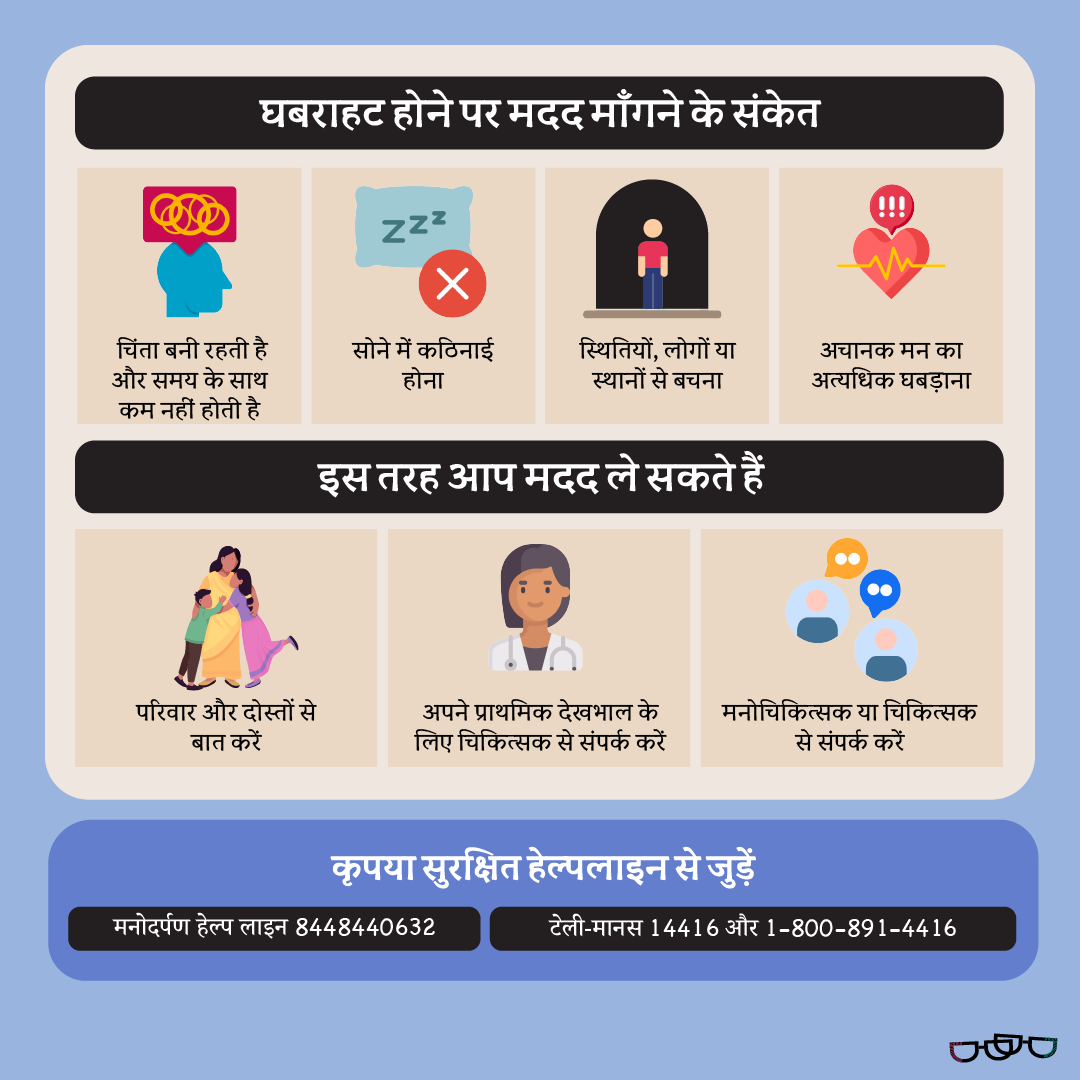 घबराहट होने पर मदद माँगने के संकेत
zzz
!!!
चिंता बनी रहती है
और समय के साथ
कम नहीं होती है
सोने में कठिनाई
होना
स्थितियों, लोगों या
स्थानों से बचना
अचानक मन का
अत्यधिक घबड़ाना
इस तरह आप मदद ले सकते हैं
परिवार और दोस्तों से
बात करें
अपने प्राथमिक देखभाल के
लिए चिकित्सक से संपर्क करें
मनोचिकित्सक या चिकित्सक
से संपर्क करें
कृपया सुरक्षित हेल्पलाइन से जुड़ें
मनोदर्पण हेल्प लाइन 8448440632
टेली-मानस 14416 और 1-800-891-4416